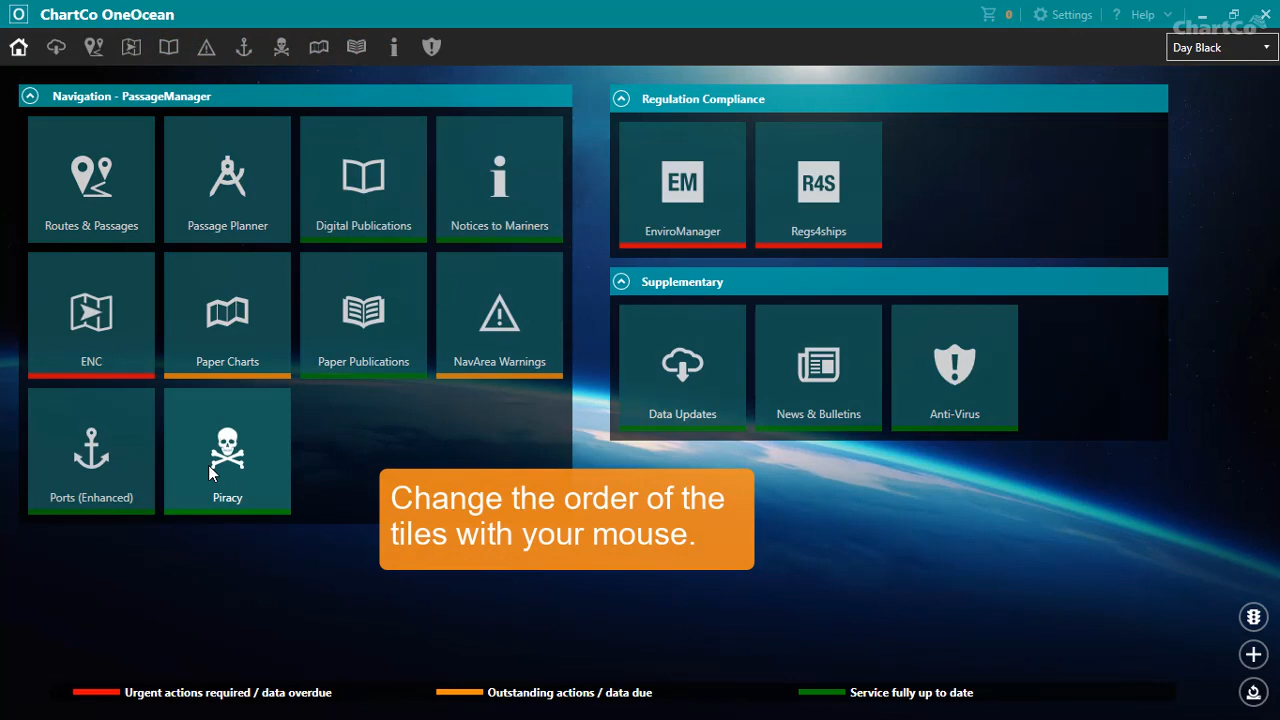 ChartCo OneOcean
0
Settings
? Help
ChartCo
Day Black
Navigation - PassageManager
Routes & Passages
Passage Planner
Digital Publications
Notices to Mariners
ENC
Paper Charts
Paper Publications
NavArea Warnings
Ports (Enhanced)
Piracy
Regulation Compliance
EM
EnviroManager
R4S
Regs4ships
Supplementary
Data Updates
News & Bulletins
Anti-Virus
Change the order of the
tiles with your mouse.
Urgent actions required / data overdue
Outstanding actions / data due
Service fully up to date